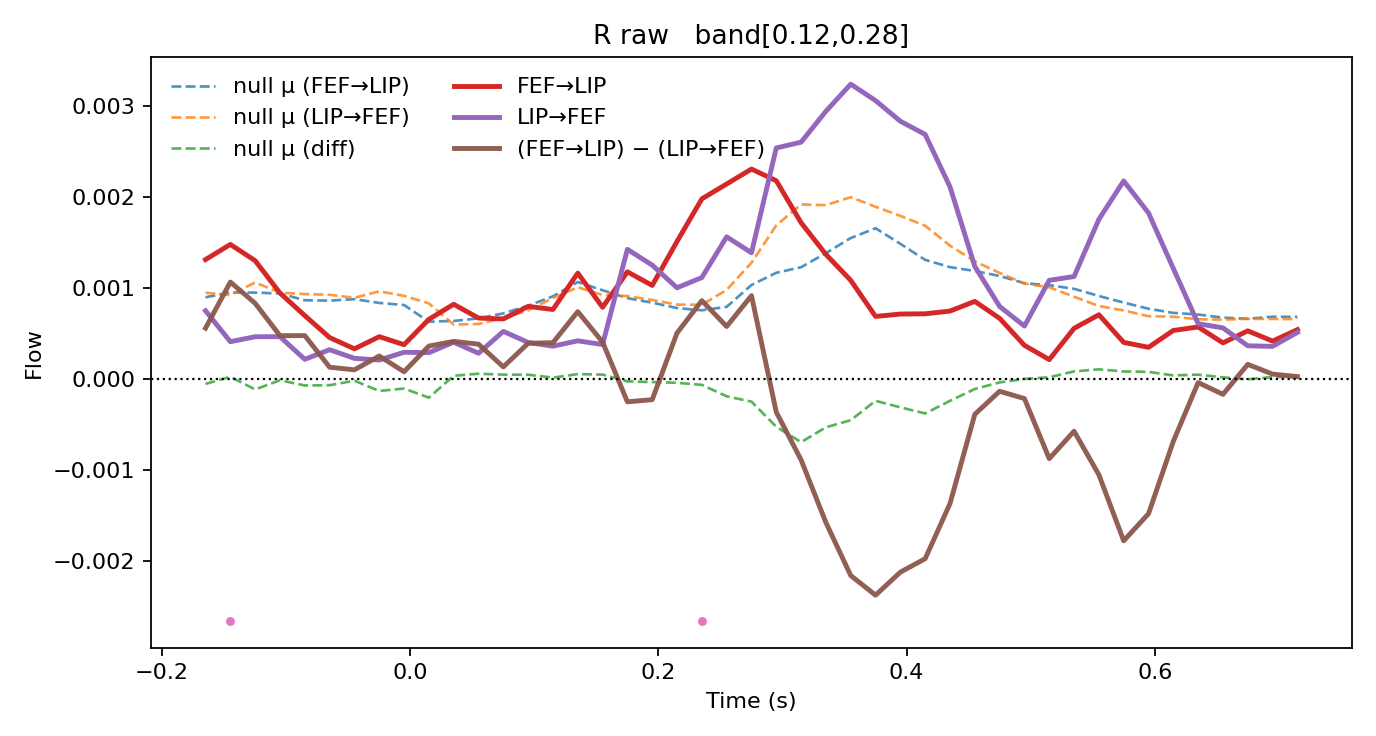 R raw   band[0.12,0.28]
null μ (FEF→LIP)
null μ (LIP→FEF)
null μ (diff)
FEF→LIP
LIP→FEF
(FEF→LIP) − (LIP→FEF)
Flow
0.003
0.002
0.001
0.000
−0.001
−0.002
−0.2
0.0
0.2
0.4
0.6
Time (s)